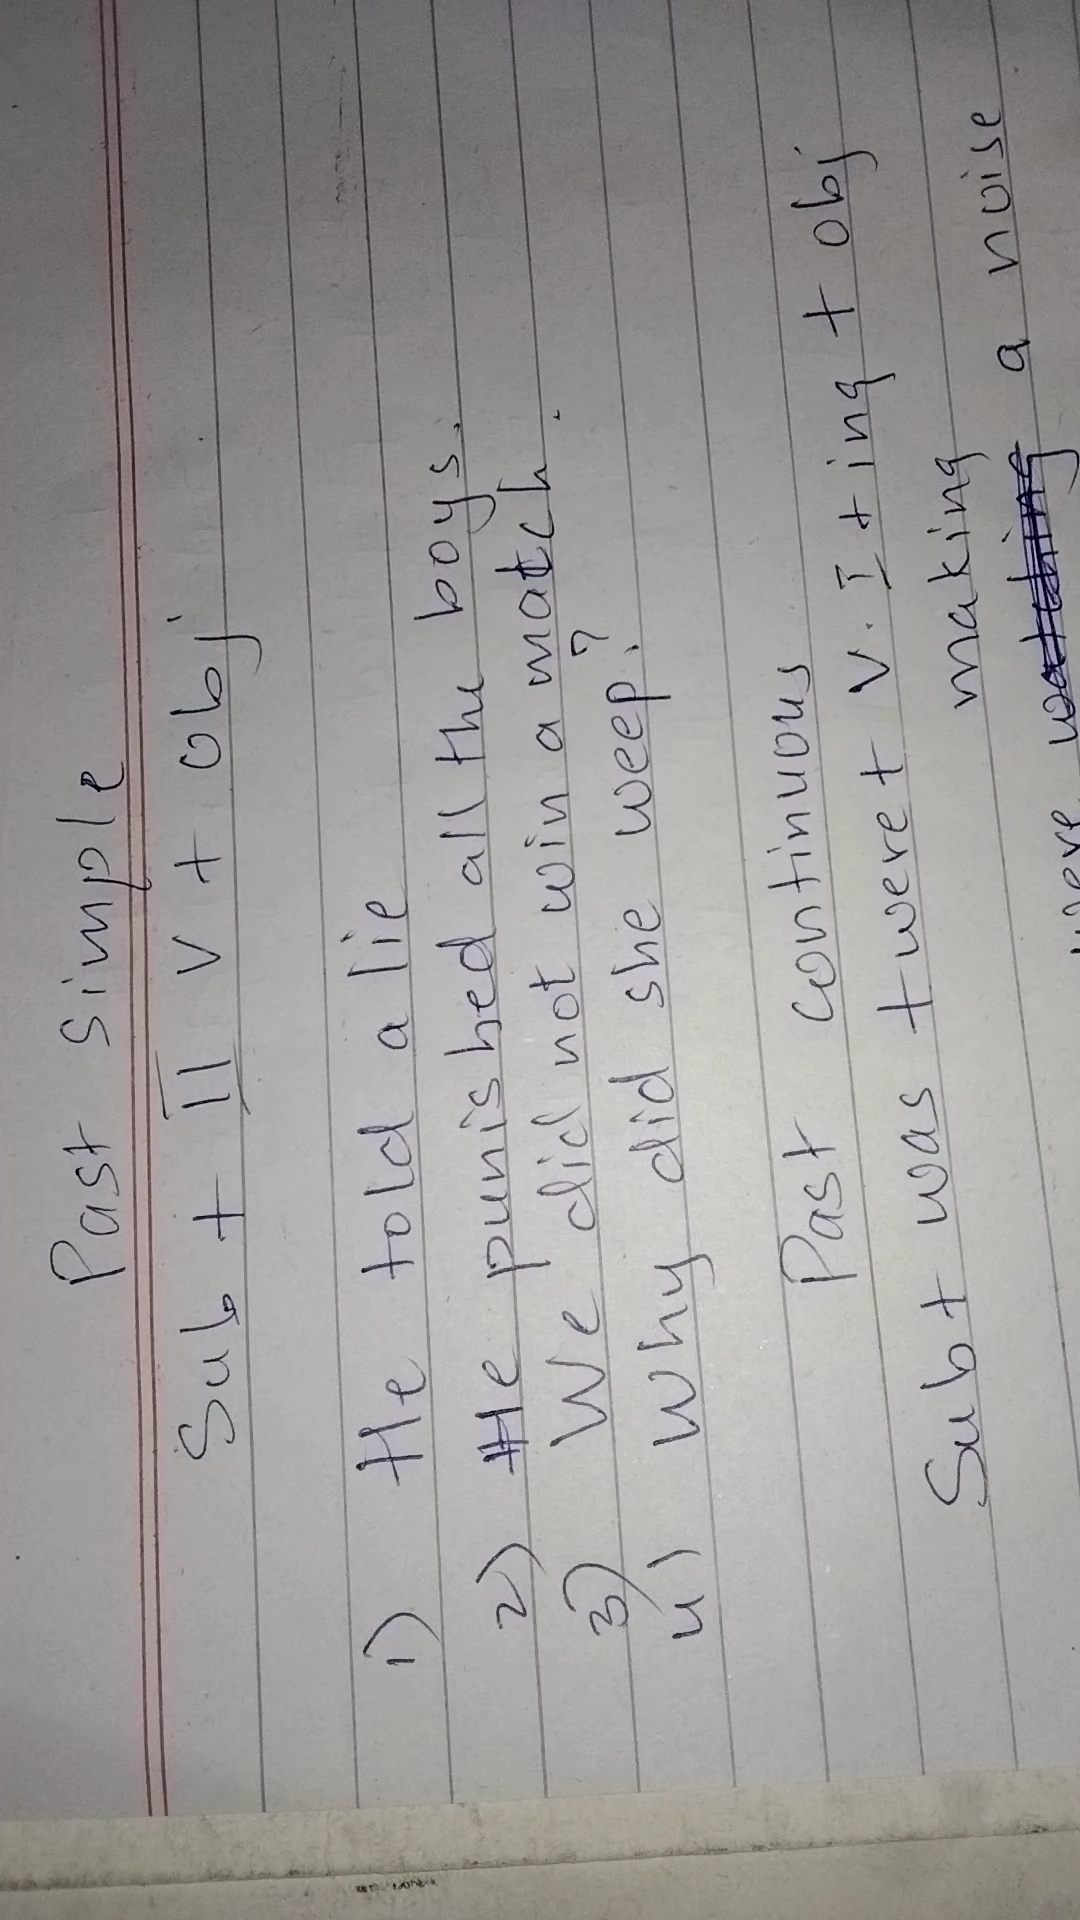 Past simple
Sub + II V + obj
1) He told a lie
2) He punished all the boys.
3) We did not win a match.
4) Why did she weep?
Past continuous
Sub + was + were + V. I + ing + obj
making
were a noise